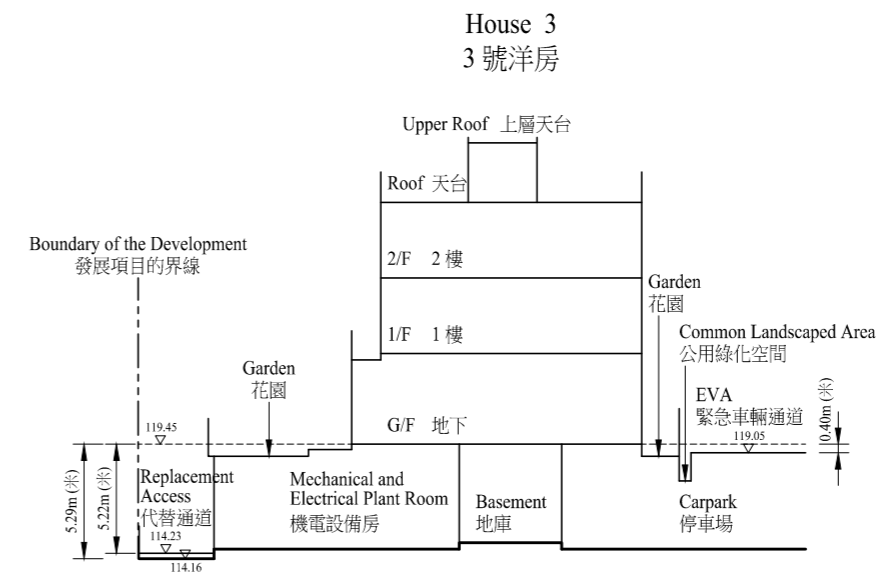 House 3
3 號洋房
Upper Roof 上層天台
Roof 天台
Boundary of the Development
發展項目的界線
2/F 2 樓
Garden
花園
1/F 1 樓
Common Landscaped Area
公用綠化空間
Garden
花園
EVA
緊急車輛通道
G/F 地下
119.45
119.05
0.40m (米)
5.29m (米)
5.22m (米)
Replacement
Access
代替通道
Mechanical and
Electrical Plant Room
機電設備房
Basement
地庫
Carpark
停車場
114.23
114.16